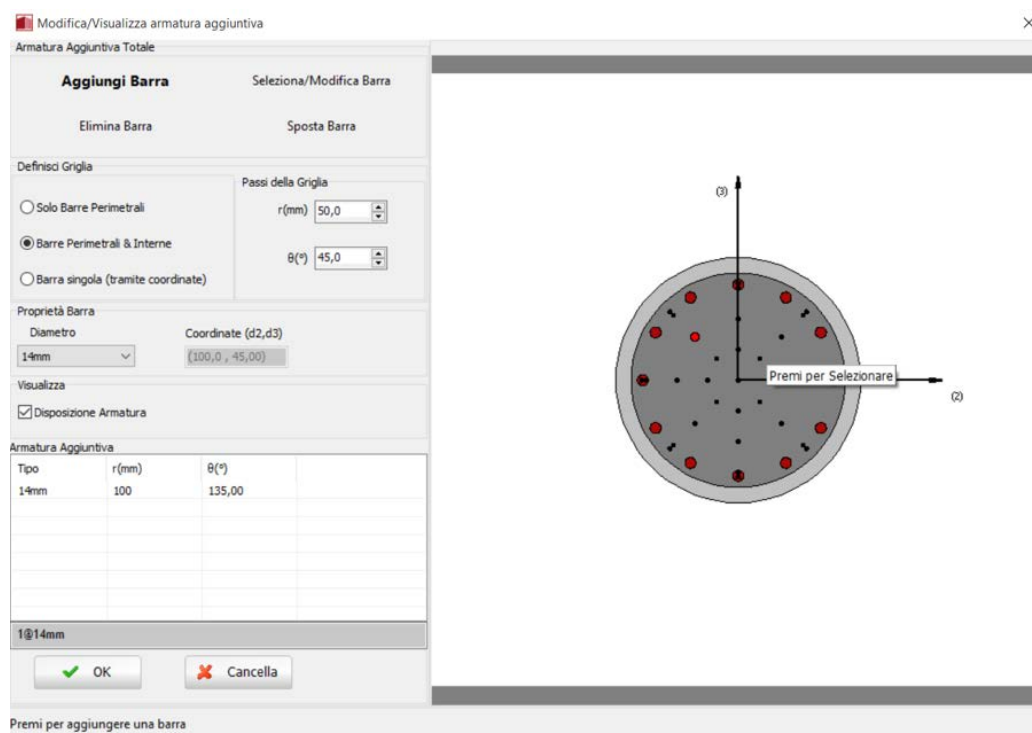 Modifica/Visualizza armatura aggiuntiva
Armatura Aggiuntiva Totale
Aggiungi Barra
Seleziona/Modifica Barra
Elimina Barra
Sposta Barra
Definisci Griglia
Passi della Griglia
Solo Barre Perimetrali
r(mm) 50,0
Barre Perimetrali & Interne
θ(º) 45,0
Barra singola (tramite coordinate)
Proprietà Barra
Diametro
Coordinate (d2,d3)
14mm
(100,0 , 45,00)
Visualizza
Disposizione Armatura
Armatura Aggiuntiva
Tipo r(mm) θ(º)
14mm 100 135,00
1@14mm
OK
Cancella
Premi per aggiungere una barra
(3)
Premi per Selezionare
(2)